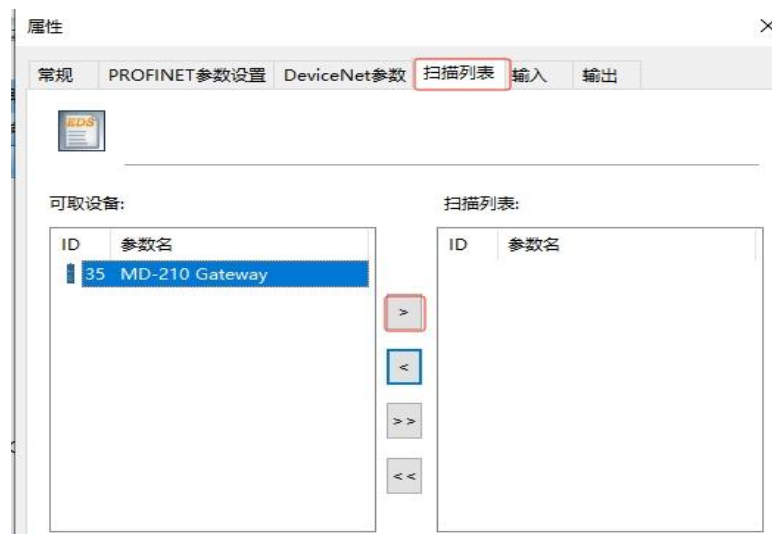 属性
常规 PROFINET参数设置 DeviceNet参数 扫描列表 输入 输出
EDS
可取设备: 扫描列表:
ID 参数名 ID 参数名
35 MD-210 Gateway
>
<
>>
<<